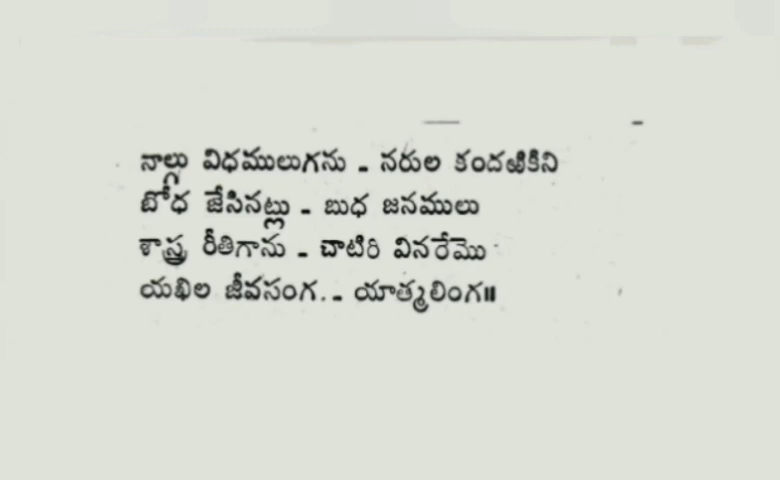 నాల్గు విధములుగను - నరుల కందఱికిని
బోధ జేసినట్లు - బుధ జనములు
శాస్త్ర రీతిగాను - చాటిరి వినరేమొ
యఖిల జీవసంగ - యాత్మలింగ॥